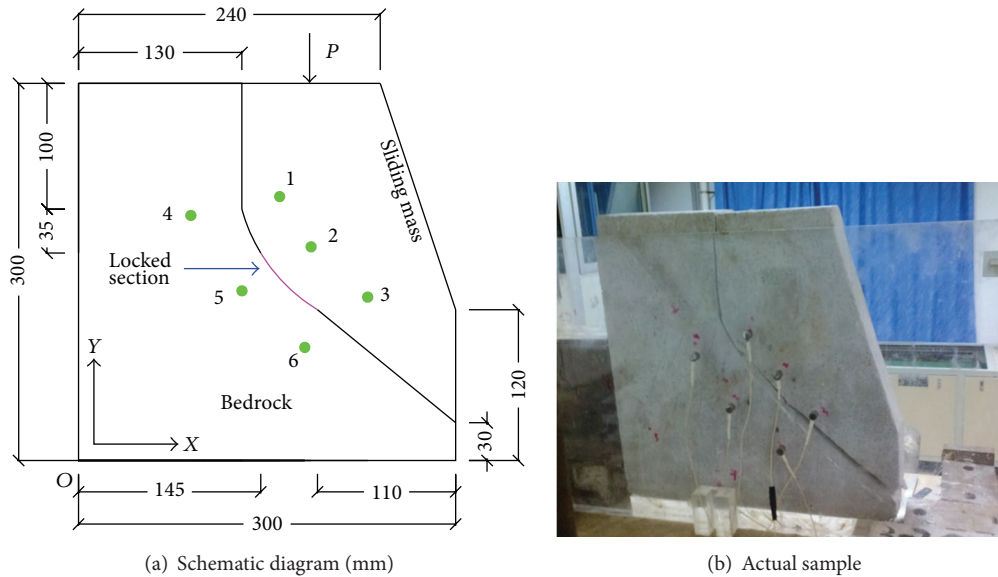 240
130
P
300
100
35
Sliding mass
1
4
2
Locked
section
5
3
6
Y
X
Bedrock
120
30
O
145
110
300
(a) Schematic diagram (mm)
(b) Actual sample